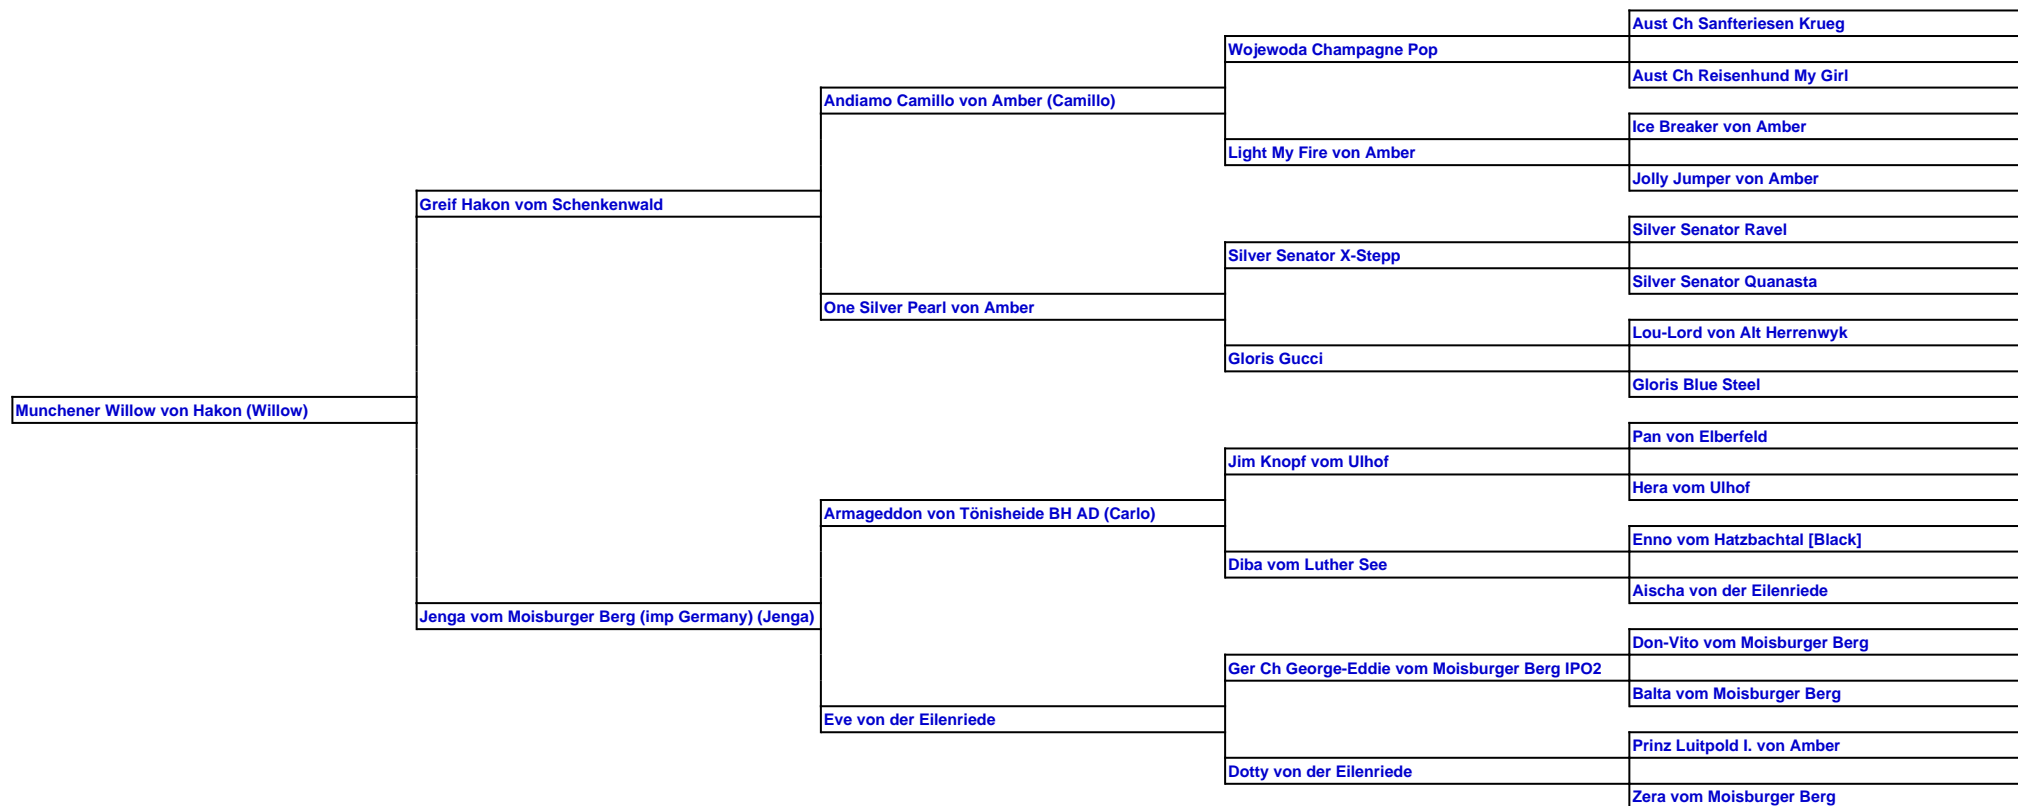 Aust Ch Sanfteriesen Krueg
Wojewoda Champagne Pop
Aust Ch Reisenhund My Girl
Andiamo Camillo von Amber (Camillo)
Ice Breaker von Amber
Light My Fire von Amber
Jolly Jumper von Amber
Greif Hakon vom Schenkenwald
Silver Senator Ravel
Silver Senator X-Stepp
Silver Senator Quanasta
One Silver Pearl von Amber
Lou-Lord von Alt Herrenwyk
Gloris Gucci
Gloris Blue Steel
Munchener Willow von Hakon (Willow)
Pan von Elberfeld
Jim Knopf vom Ulhof
Hera vom Ulhof
Armageddon von Tönisheide BH AD (Carlo)
Enno vom Hatzbachtal [Black]
Diba vom Luther See
Aischa von der Eilenriede
Jenga vom Moisburger Berg (imp Germany) (Jenga)
Don-Vito vom Moisburger Berg
Ger Ch George-Eddie vom Moisburger Berg IPO2
Balta vom Moisburger Berg
Eve von der Eilenriede
Prinz Luitpold I. von Amber
Dotty von der Eilenriede
Zera vom Moisburger Berg